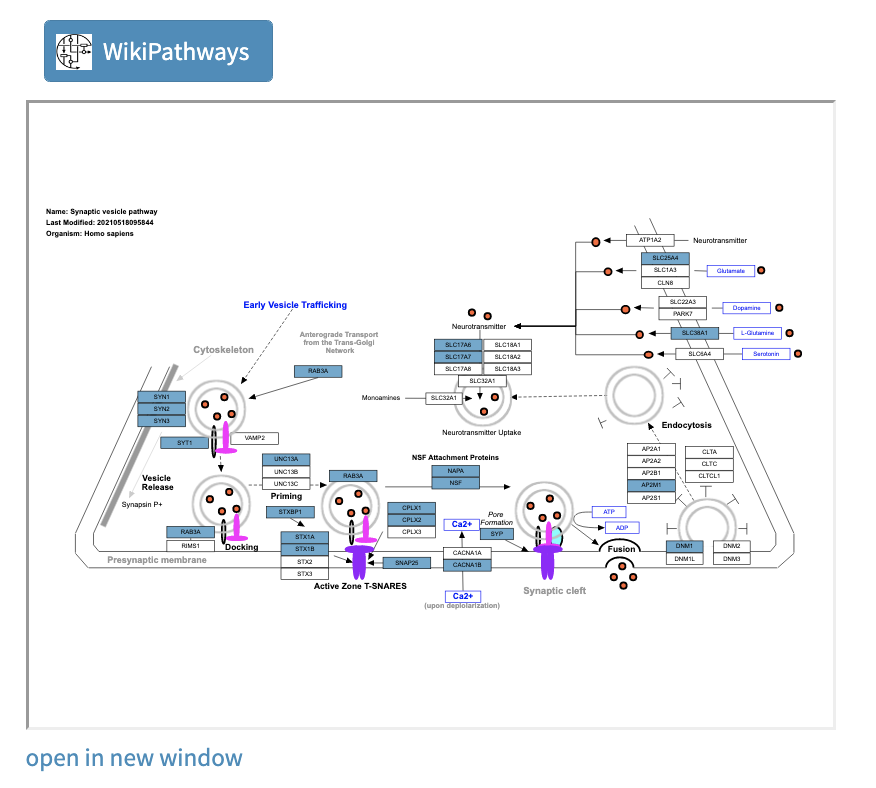 WikiPathways
Name: Synaptic vesicle pathway
Last Modified: 20210518095844
Organism: Homo sapiens
ATP1A2
Neurotransmitter
SLC25A4
SLC1A3
CLN8
Glutamate
SLC22A3
PARK7
Dopamine
SLC38A1
L-Glutamine
SLC6A4
Serotonin
Early Vesicle Trafficking
Anterograde Transport
from the Trans-Golgi
Network
Cytoskeleton
RAB3A
Neurotransmitter
SLC17A6
SLC18A1
SLC17A7
SLC18A2
SLC17A8
SLC18A3
SLC32A1
Monoamines
SLC32A1
Neurotransmitter Uptake
SYN1
SYN2
SYN3
SYT1
VAMP2
Endocytosis
UNC13A
UNC13B
UNC13C
Priming
RAB3A
NSF Attachment Proteins
NAPA
NSF
AP2A1
AP2A2
AP2B1
AP2M1
AP2S1
CLTA
CLTC
CLTCL1
Vesicle
Release
Synapsin P+
STXBP1
CPLX1
CPLX2
CPLX3
Pore
Formation
SYP
Ca2+
ATP
ADP
RAB3A
RIMS1
Docking
STX1A
STX1B
STX2
STX3
SNAP25
CACNA1A
CACNA1B
Fusion
DNM1
DNM2
DNM1L
DNM3
Presynaptic membrane
Active Zone T-SNARES
Ca2+
(upon deploarization)
Synaptic cleft
open in new window